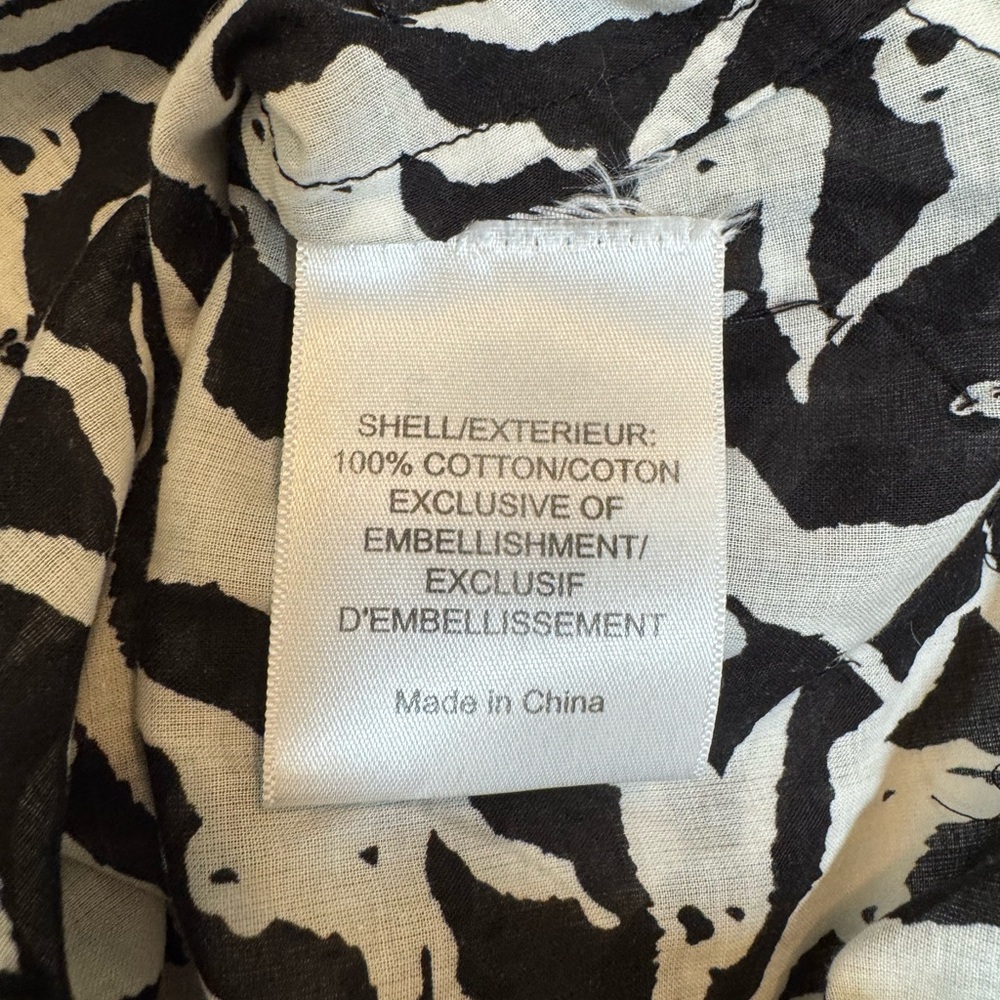 SHELL/EXTERIEUR:
100% COTTON/COTON
EXCLUSIVE OF
EMBELLISHMENT/
EXCLUSIF
D'EMBELLISSEMENT
Made in China